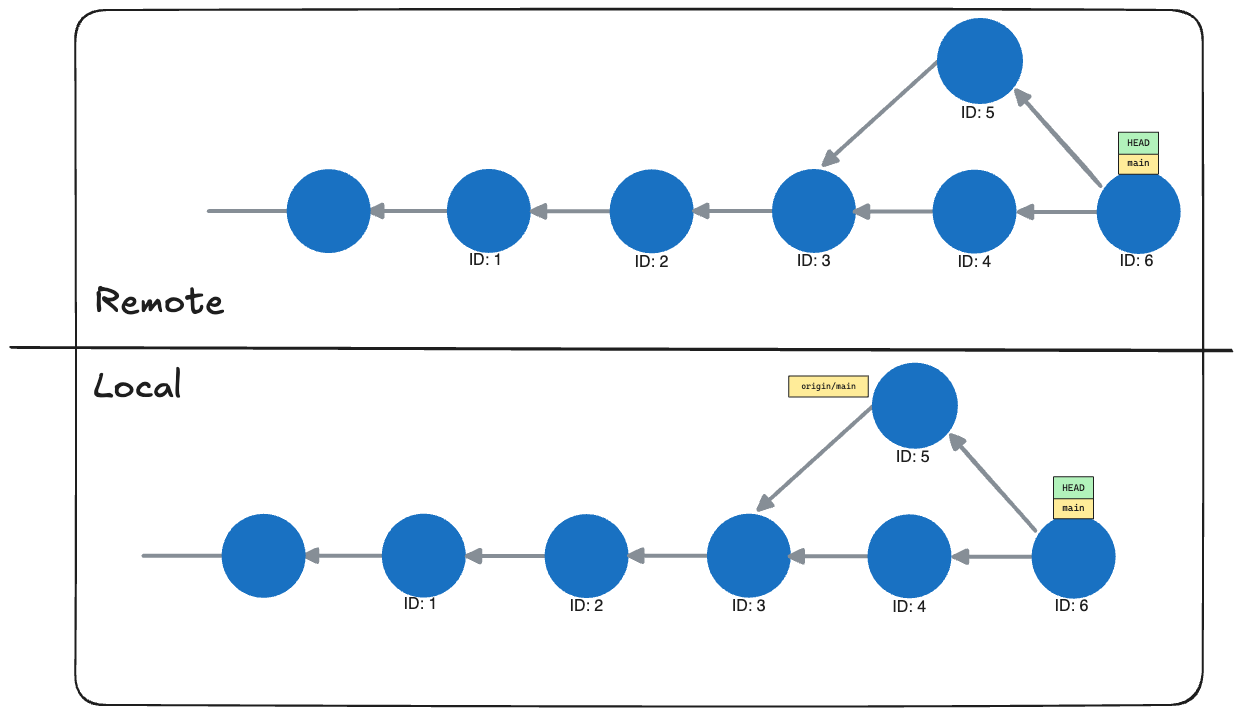 ID: 5
HEAD
main
ID: 1
ID: 2
ID: 3
ID: 4
ID: 6
Remote
Local
origin/main
ID: 5
HEAD
main
ID: 1
ID: 2
ID: 3
ID: 4
ID: 6